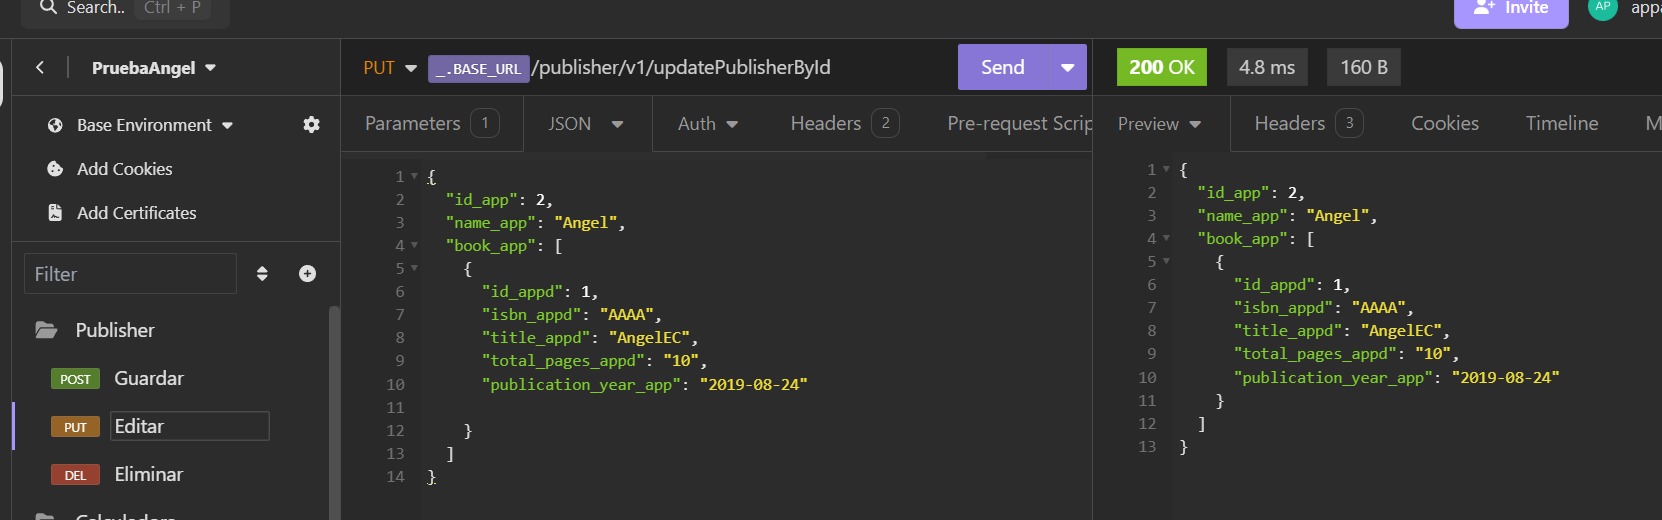 Search.. Ctrl + P
Invite
AP
PruebaAngel
PUT _.BASE_URL/publisher/v1/updatePublisherById
Send
200 OK 4.8 ms 160 B
Base Environment
Add Cookies
Add Certificates
Filter
Publisher
POST Guardar
PUT Editar
DEL Eliminar
Parameters 1 JSON Auth Headers 2 Pre-request Scrip
1 {
2 "id_app": 2,
3 "name_app": "Angel",
4 "book_app": [
5 {
6 "id_appd": 1,
7 "isbn_appd": "AAAA",
8 "title_appd": "AngelEC",
9 "total_pages_appd": "10",
10 "publication_year_app": "2019-08-24"
11
12 }
13 ]
14 }
Preview Headers 3 Cookies Timeline M
1 {
2 "id_app": 2,
3 "name_app": "Angel",
4 "book_app": [
5 {
6 "id_appd": 1,
7 "isbn_appd": "AAAA",
8 "title_appd": "AngelEC",
9 "total_pages_appd": "10",
10 "publication_year_app": "2019-08-24"
11 }
12 ]
13 }